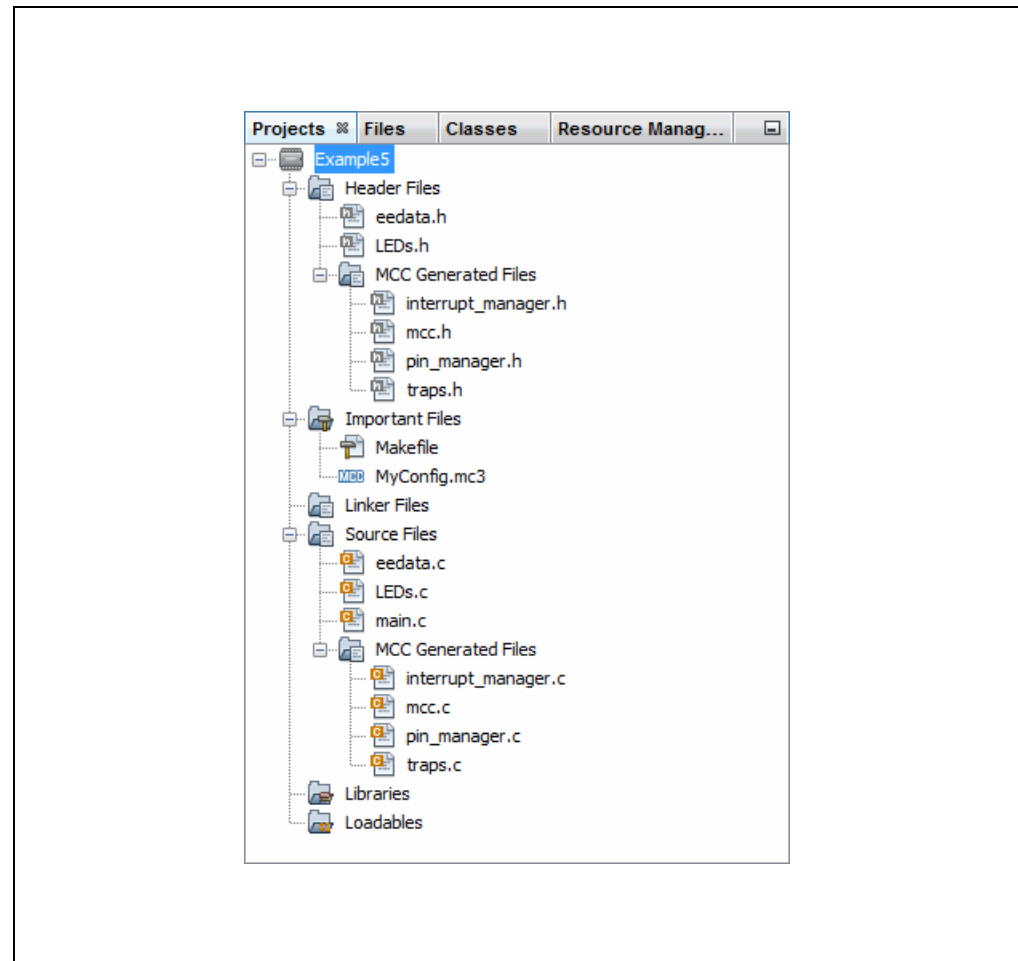 Projects Files Classes Resource Manag...
Example5
Header Files
eedata.h
LEDs.h
MCC Generated Files
interrupt_manager.h
mcc.h
pin_manager.h
traps.h
Important Files
Makefile
MCC MyConfig.mc3
Linker Files
Source Files
eedata.c
LEDs.c
main.c
MCC Generated Files
interrupt_manager.c
mcc.c
pin_manager.c
traps.c
Libraries
Loadables